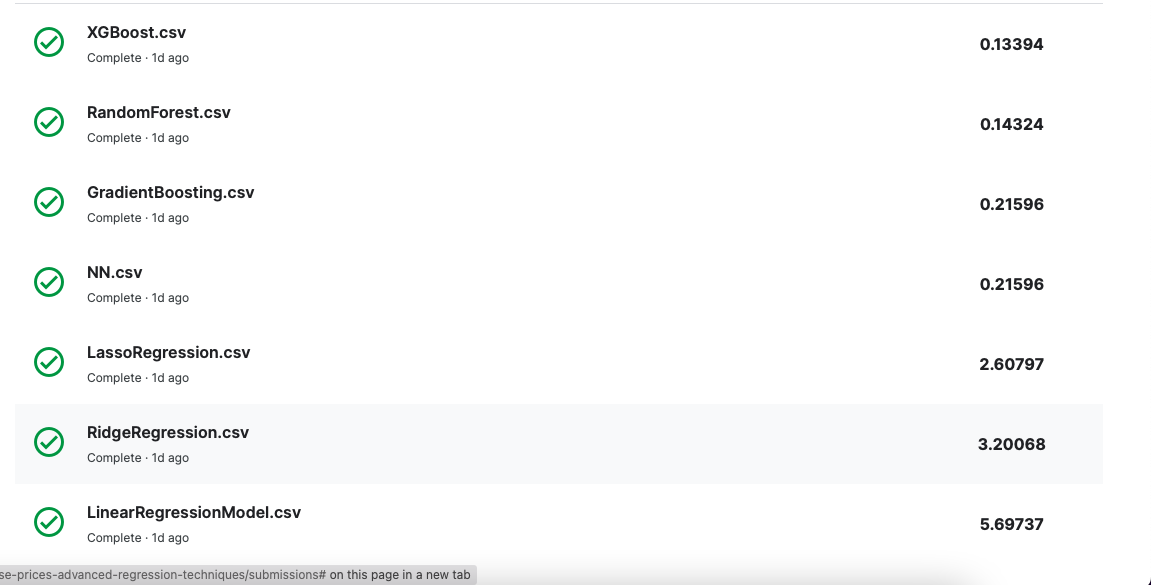 XGBoost.csv
Complete · 1d ago
0.13394
RandomForest.csv
Complete · 1d ago
0.14324
GradientBoosting.csv
Complete · 1d ago
0.21596
NN.csv
Complete · 1d ago
0.21596
LassoRegression.csv
Complete · 1d ago
2.60797
RidgeRegression.csv
Complete · 1d ago
3.20068
LinearRegressionModel.csv
Complete · 1d ago
5.69737
se-prices-advanced-regression-techniques/submissions# on this page in a new tab